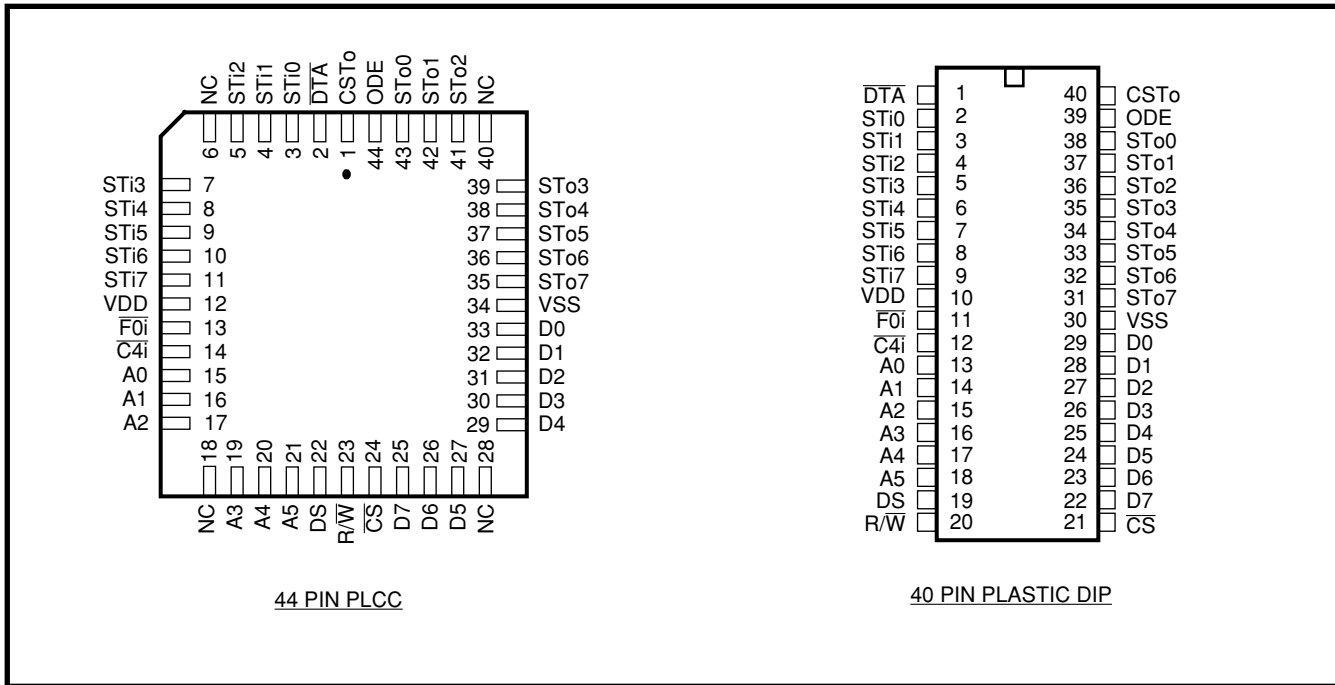 NC STi2 STi1 STi0 D̅T̅A̅ CSTo ODE STo0 STo1 STo2 NC
6 5 4 3 2 1 44 43 42 41 40
STi3 7 39 STo3
STi4 8 38 STo4
STi5 9 37 STo5
STi6 10 36 STo6
STi7 11 35 STo7
VDD 12 34 VSS
F̅0̅i̅ 13 33 D0
C̅4̅i̅ 14 32 D1
A0 15 31 D2
A1 16 30 D3
A2 17 29 D4
18 19 20 21 22 23 24 25 26 27 28
NC A3 A4 A5 DS R/W̅ C̅S̅ D7 D6 D5 NC
44 PIN PLCC
D̅T̅A̅ 1 40 CSTo
STi0 2 39 ODE
STi1 3 38 STo0
STi2 4 37 STo1
STi3 5 36 STo2
STi4 6 35 STo3
STi5 7 34 STo4
STi6 8 33 STo5
STi7 9 32 STo6
VDD 10 31 STo7
F̅0̅i̅ 11 30 VSS
C̅4̅i̅ 12 29 D0
A0 13 28 D1
A1 14 27 D2
A2 15 26 D3
A3 16 25 D4
A4 17 24 D5
A5 18 23 D6
DS 19 22 D7
R/W̅ 20 21 C̅S̅
40 PIN PLASTIC DIP